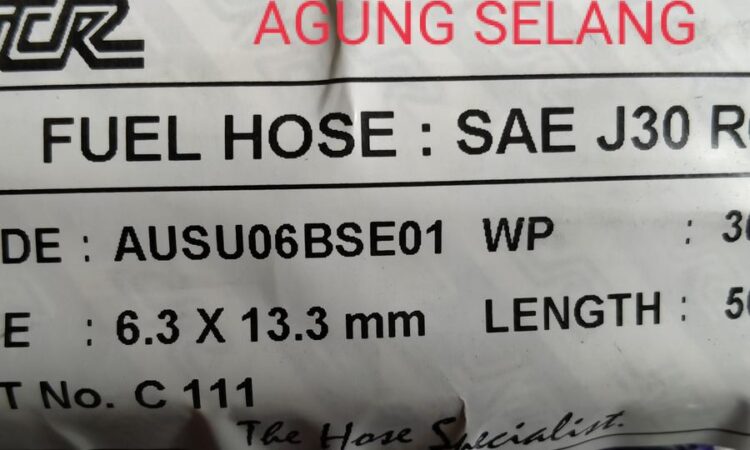 TCR AGUNG SELANG
FUEL HOSE : SAE J30
DE : AUSU06BSE01 WP :
E : 6.3 X 13.3 mm LENGTH :
T No. C 111
The Hose Specialist.